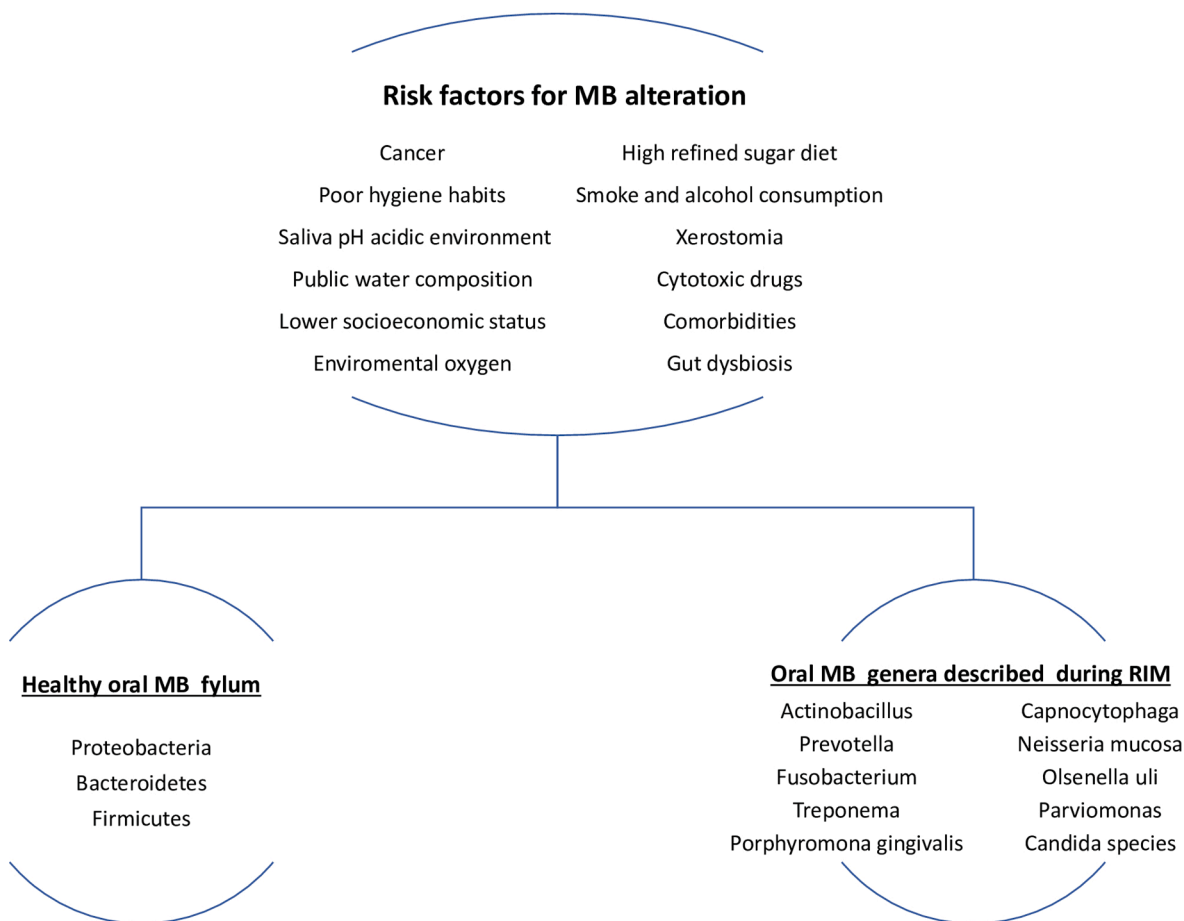 Risk factors for MB alteration
Cancer
Poor hygiene habits
Saliva pH acidic environment
Public water composition
Lower socioeconomic status
Enviromental oxygen
High refined sugar diet
Smoke and alcohol consumption
Xerostomia
Cytotoxic drugs
Comorbidities
Gut dysbiosis
Healthy oral MB fylum
Proteobacteria
Bacteroidetes
Firmicutes
Oral MB genera described during RIM
Actinobacillus
Prevotella
Fusobacterium
Treponema
Porphyromona gingivalis
Capnocytophaga
Neisseria mucosa
Olsenella uli
Parviomonas
Candida species